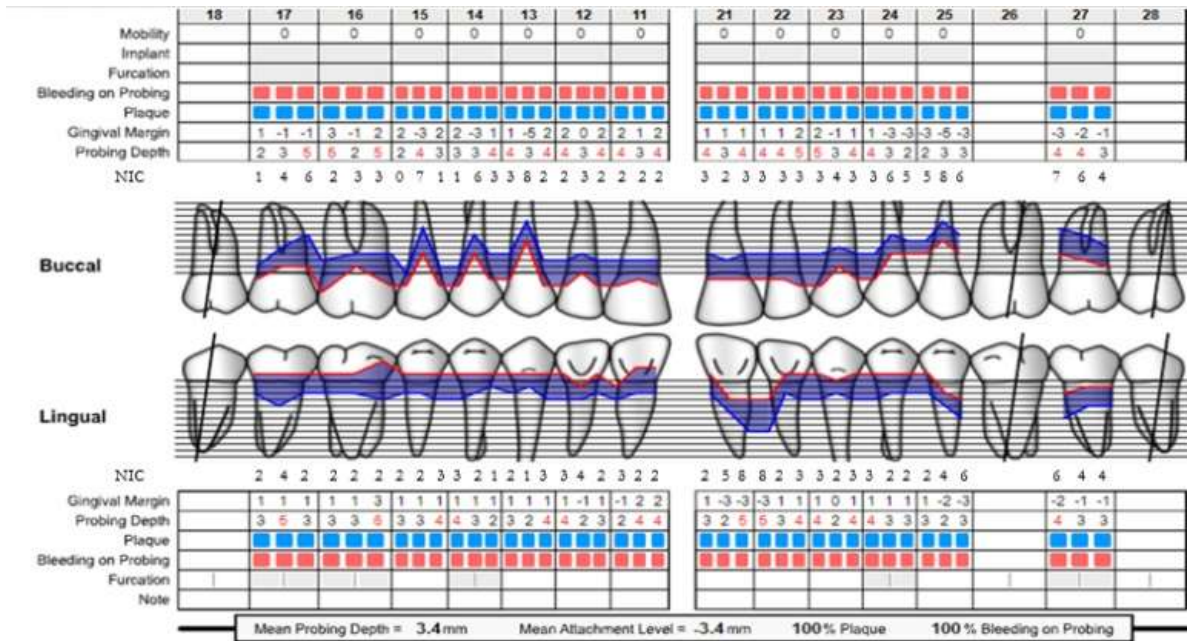 18 17 16 15 14 13 12 11 21 22 23 24 25 26 27 28
Mobility 0 0 0 0 0 0 0 0 0 0 0 0 0
Implant
Furcation
Bleeding on Probing
Plaque
Gingival Margin 1 -1 -1 3 -1 2 2 -3 2 2 -3 1 1 -5 2 2 0 2 2 1 2 1 1 1 1 1 2 2 -1 1 1 -3 -3 -3 -5 -3 -3 -2 -1
Probing Depth 2 3 5 5 2 5 2 4 3 3 3 4 4 3 4 4 3 4 4 3 4 4 3 4 4 4 5 5 3 4 4 3 2 2 3 3 4 4 3
NIC 1 4 6 2 3 3 0 7 1 1 6 3 3 8 2 2 3 2 2 2 2 3 2 3 3 3 3 3 4 3 3 6 5 5 8 6 7 6 4
Buccal
Lingual
NIC 2 4 2 2 2 2 2 2 3 3 2 1 2 1 3 3 4 2 3 2 2 2 5 8 8 2 3 3 2 3 3 2 2 2 4 6 6 4 4
Gingival Margin 1 1 1 1 1 3 1 1 1 1 1 1 1 1 1 1 -1 1 -1 2 2 1 -3 -3 -3 1 1 1 0 1 1 1 1 1 -2 -3 -2 -1 -1
Probing Depth 3 5 3 3 3 5 3 3 4 4 3 2 3 2 4 4 2 3 2 4 4 3 2 5 5 3 4 4 2 4 4 3 3 3 2 3 4 3 3
Plaque
Bleeding on Probing
Furcation
Note
Mean Probing Depth = 3.4 mm Mean Attachment Level = -3.4 mm 100 % Plaque 100 % Bleeding on Probing